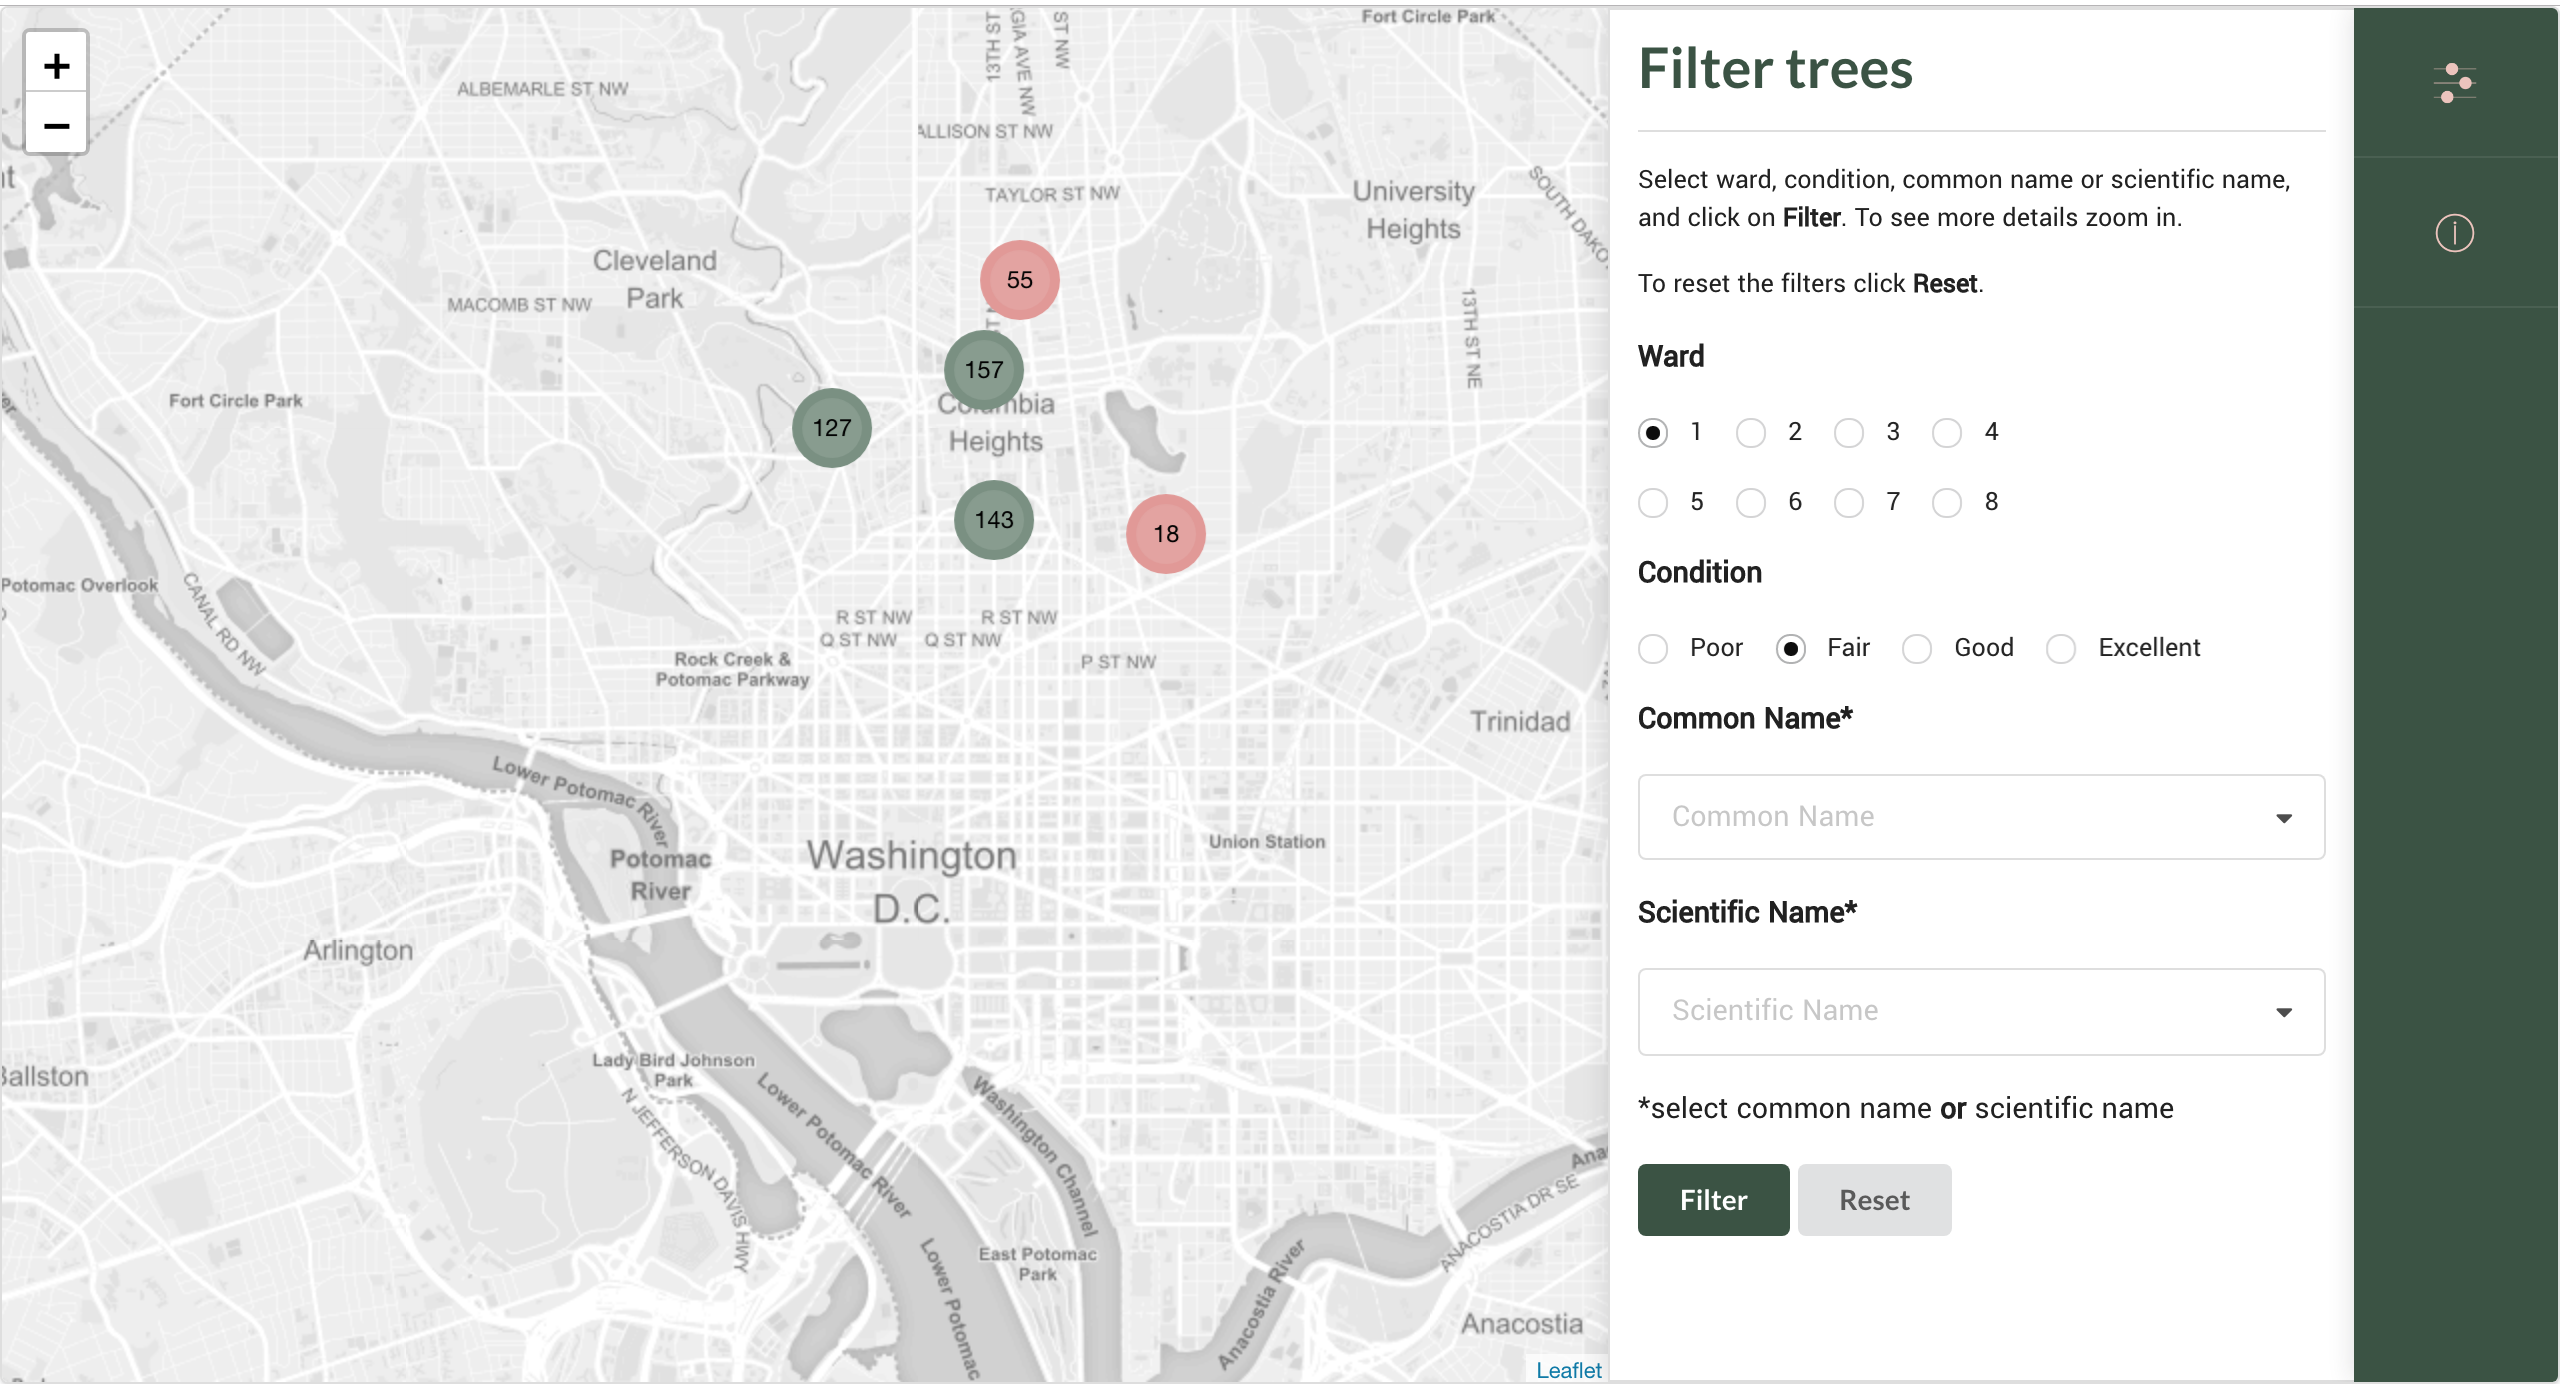 +
−
13TH ST
GIA AVE NW
ST NW
Fort Circle Park
ALBEMARLE ST NW
ALLISON ST NW
TAYLOR ST NW
University
Heights
SOUTH DAKO
Cleveland
Park
MACOMB ST NW
55
157
127
Columbia
Heights
13TH ST NE
Fort Circle Park
143
18
Potomac Overlook
CANAL RD NW
R ST NW
R ST NW
Q ST NW
Q ST NW
P ST NW
Rock Creek &
Potomac Parkway
Trinidad
Lower Potomac River
Potomac
River
Washington
D.C.
Union Station
Arlington
Ballston
Lady Bird Johnson
Park
N JEFFERSON DAVIS HWY
Lower Potomac River
Washington Channel
Lower Potomac
East Potomac
Park
Anacostia River
ANACOSTIA DR SE
Ana
Anacostia
Leaflet
Filter trees
Select ward, condition, common name or scientific name,
and click on Filter. To see more details zoom in.
To reset the filters click Reset.
Ward
1 2 3 4
5 6 7 8
Condition
Poor Fair Good Excellent
Common Name*
Common Name
Scientific Name*
Scientific Name
*select common name or scientific name
Filter Reset